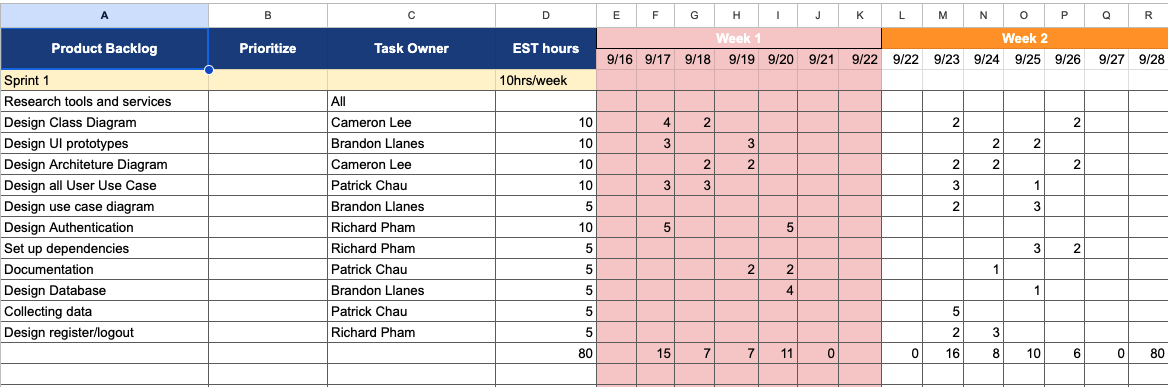 A B C D E F G H I J K L M N O P Q R
Product Backlog Prioritize Task Owner EST hours Week 1 Week 2
9/16 9/17 9/18 9/19 9/20 9/21 9/22 9/22 9/23 9/24 9/25 9/26 9/27 9/28
Sprint 1 10hrs/week
Research tools and services All
Design Class Diagram Cameron Lee 10 4 2 2 2
Design UI prototypes Brandon Llanes 10 3 3 2 2
Design Architeture Diagram Cameron Lee 10 2 2 2 2 2
Design all User Use Case Patrick Chau 10 3 3 3 1
Design use case diagram Brandon Llanes 5 2 3
Design Authentication Richard Pham 10 5 5
Set up dependencies Richard Pham 5 3 2
Documentation Patrick Chau 5 2 2 1
Design Database Brandon Llanes 5 4 1
Collecting data Patrick Chau 5 5
Design register/logout Richard Pham 5 2 3
80 15 7 7 11 0 0 16 8 10 6 0 80